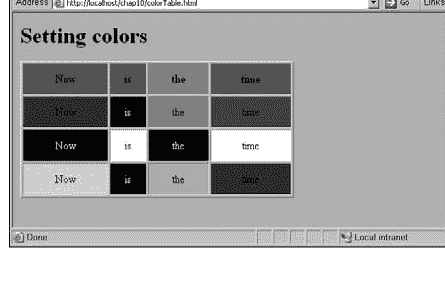 Address http://localhost/chap10/colorTable.html Go Links
Setting colors
Now is the time
Now is the time
Now is the time
Now is the time
Done Local intranet